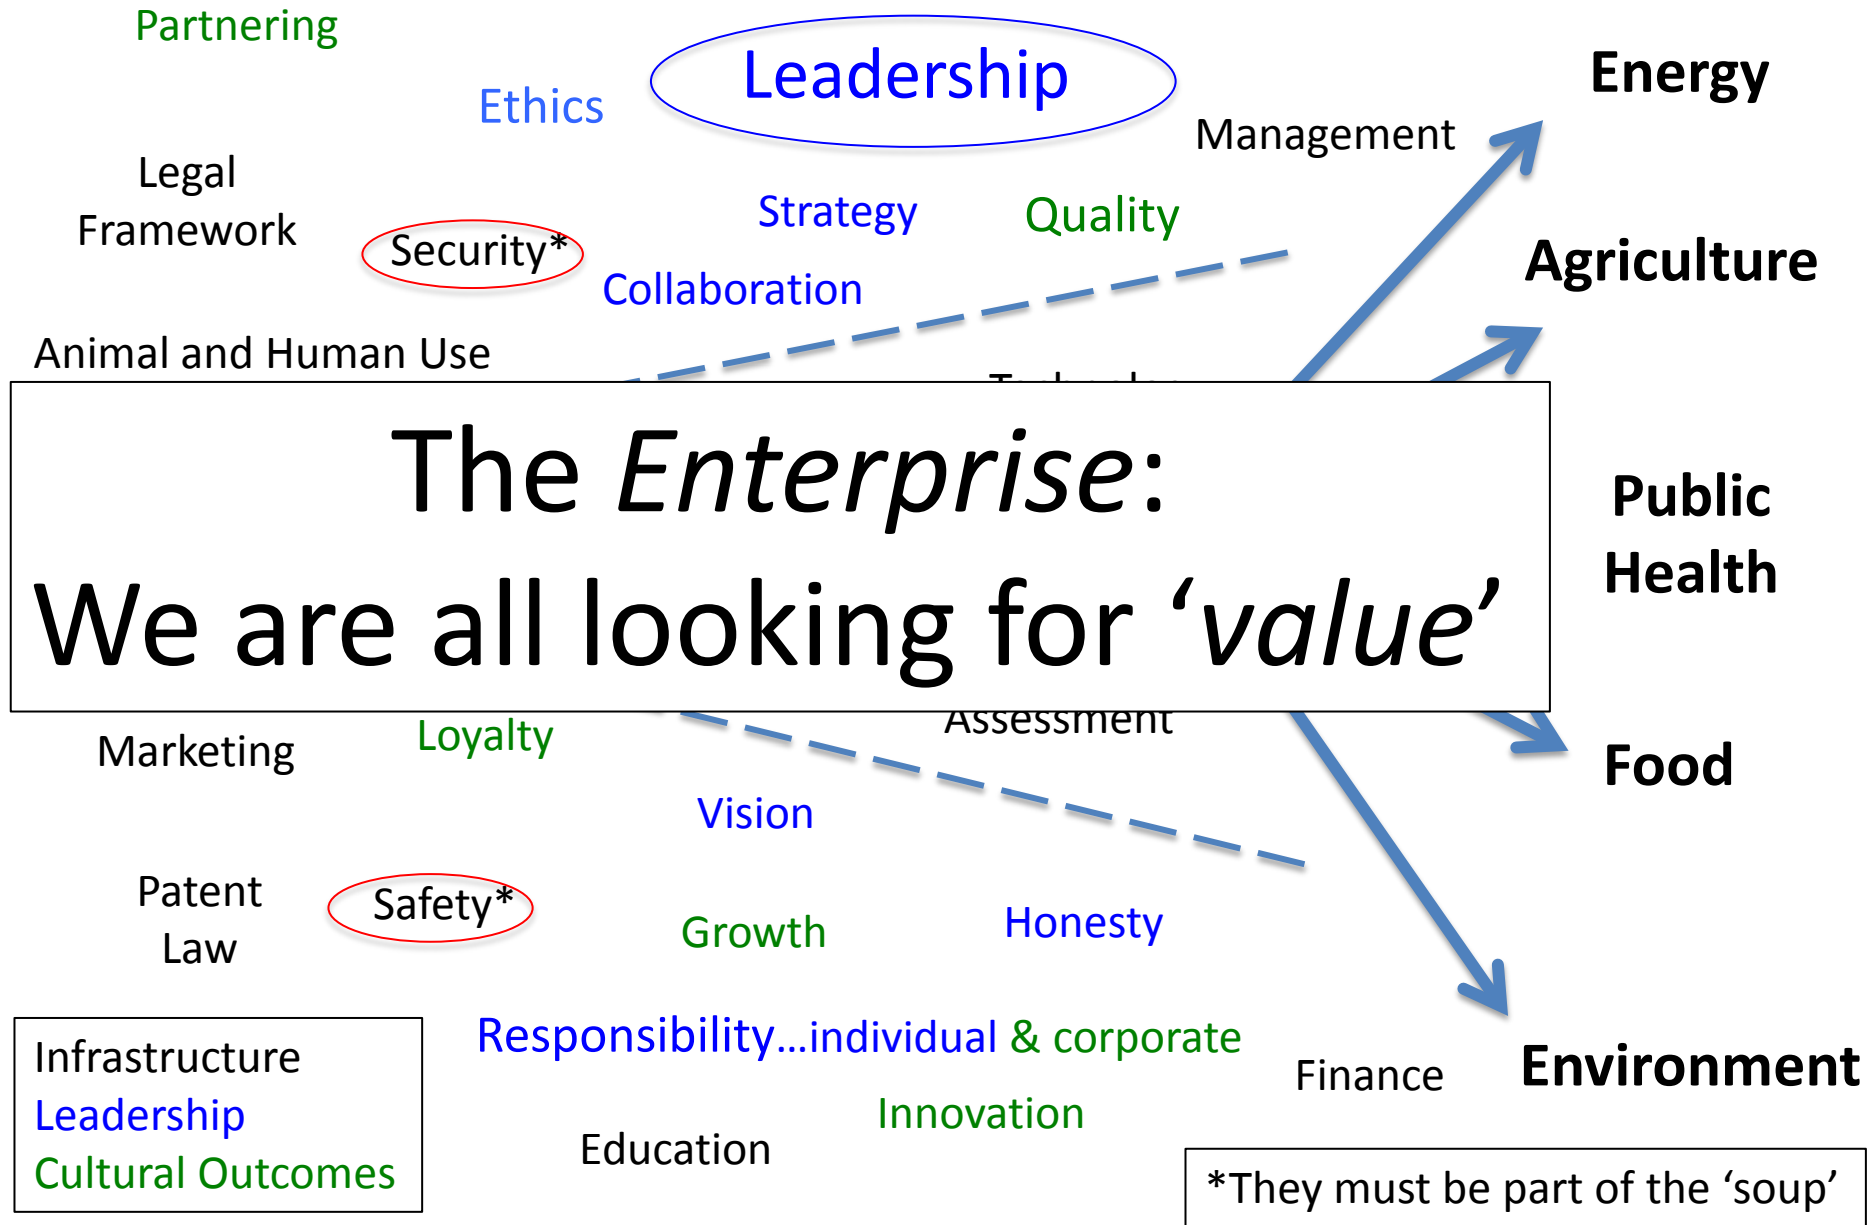 Partnering
Leadership
Energy
Ethics
Management
Legal
Framework
Strategy
Quality
Security*
Agriculture
Collaboration
Animal and Human Use
The Enterprise:
We are all looking for ‘value’
Public
Health
Assessment
Marketing
Loyalty
Food
Vision
Patent
Law
Safety*
Growth
Honesty
Responsibility...individual & corporate
Infrastructure
Leadership
Cultural Outcomes
Finance
Environment
Innovation
Education
*They must be part of the ‘soup’